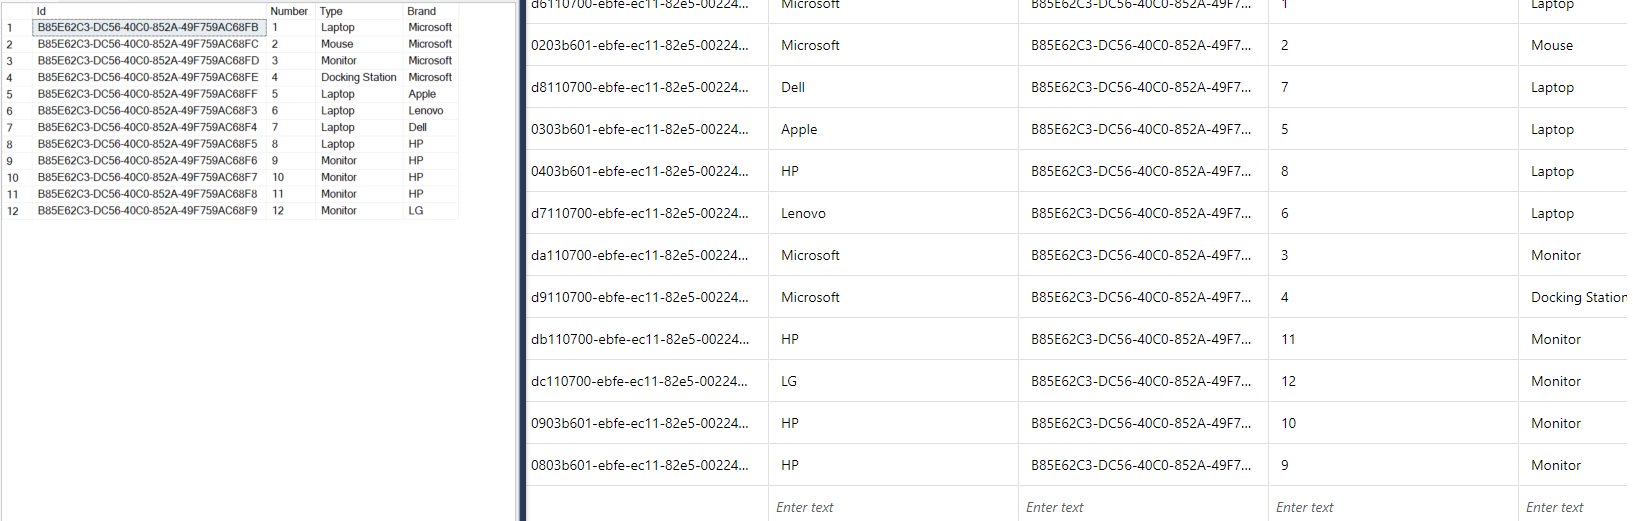 Id Number Type Brand
1 B85E62C3-DC56-40C0-852A-49F759AC68FB 1 Laptop Microsoft
2 B85E62C3-DC56-40C0-852A-49F759AC68FC 2 Mouse Microsoft
3 B85E62C3-DC56-40C0-852A-49F759AC68FD 3 Monitor Microsoft
4 B85E62C3-DC56-40C0-852A-49F759AC68FE 4 Docking Station Microsoft
5 B85E62C3-DC56-40C0-852A-49F759AC68FF 5 Laptop Apple
6 B85E62C3-DC56-40C0-852A-49F759AC68F3 6 Laptop Lenovo
7 B85E62C3-DC56-40C0-852A-49F759AC68F4 7 Laptop Dell
8 B85E62C3-DC56-40C0-852A-49F759AC68F5 8 Laptop HP
9 B85E62C3-DC56-40C0-852A-49F759AC68F6 9 Monitor HP
10 B85E62C3-DC56-40C0-852A-49F759AC68F7 10 Monitor HP
11 B85E62C3-DC56-40C0-852A-49F759AC68F8 11 Monitor HP
12 B85E62C3-DC56-40C0-852A-49F759AC68F9 12 Monitor LG
d6110700-ebfe-ec11-82e5-00224... Microsoft B85E62C3-DC56-40C0-852A-49F7... 1 Laptop
0203b601-ebfe-ec11-82e5-00224... Microsoft B85E62C3-DC56-40C0-852A-49F7... 2 Mouse
d8110700-ebfe-ec11-82e5-00224... Dell B85E62C3-DC56-40C0-852A-49F7... 7 Laptop
0303b601-ebfe-ec11-82e5-00224... Apple B85E62C3-DC56-40C0-852A-49F7... 5 Laptop
0403b601-ebfe-ec11-82e5-00224... HP B85E62C3-DC56-40C0-852A-49F7... 8 Laptop
d7110700-ebfe-ec11-82e5-00224... Lenovo B85E62C3-DC56-40C0-852A-49F7... 6 Laptop
da110700-ebfe-ec11-82e5-00224... Microsoft B85E62C3-DC56-40C0-852A-49F7... 3 Monitor
d9110700-ebfe-ec11-82e5-00224... Microsoft B85E62C3-DC56-40C0-852A-49F7... 4 Docking Station
db110700-ebfe-ec11-82e5-00224... HP B85E62C3-DC56-40C0-852A-49F7... 11 Monitor
dc110700-ebfe-ec11-82e5-00224... LG B85E62C3-DC56-40C0-852A-49F7... 12 Monitor
0903b601-ebfe-ec11-82e5-00224... HP B85E62C3-DC56-40C0-852A-49F7... 10 Monitor
0803b601-ebfe-ec11-82e5-00224... HP B85E62C3-DC56-40C0-852A-49F7... 9 Monitor
Enter text Enter text Enter text Enter text